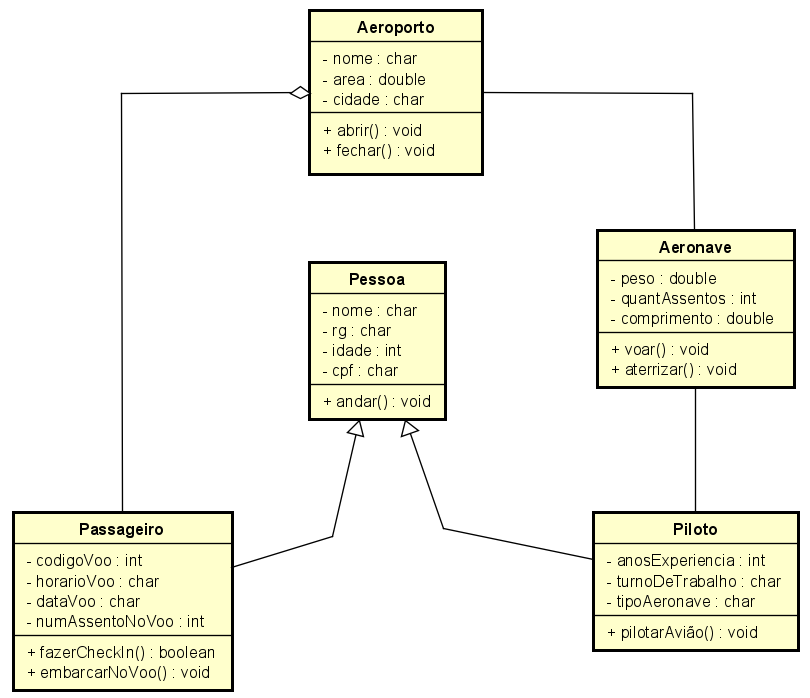 Aeroporto
- nome : char
- area : double
- cidade : char
+ abrir() : void
+ fechar() : void
Aeronave
- peso : double
- quantAssentos : int
- comprimento : double
+ voar() : void
+ aterrizar() : void
Pessoa
- nome : char
- rg : char
- idade : int
- cpf : char
+ andar() : void
Passageiro
- codigoVoo : int
- horarioVoo : char
- dataVoo : char
- numAssentoNoVoo : int
+ fazerCheckIn() : boolean
+ embarcarNoVoo() : void
Piloto
- anosExperiencia : int
- turnoDeTrabalho : char
- tipoAeronave : char
+ pilotarAvião() : void